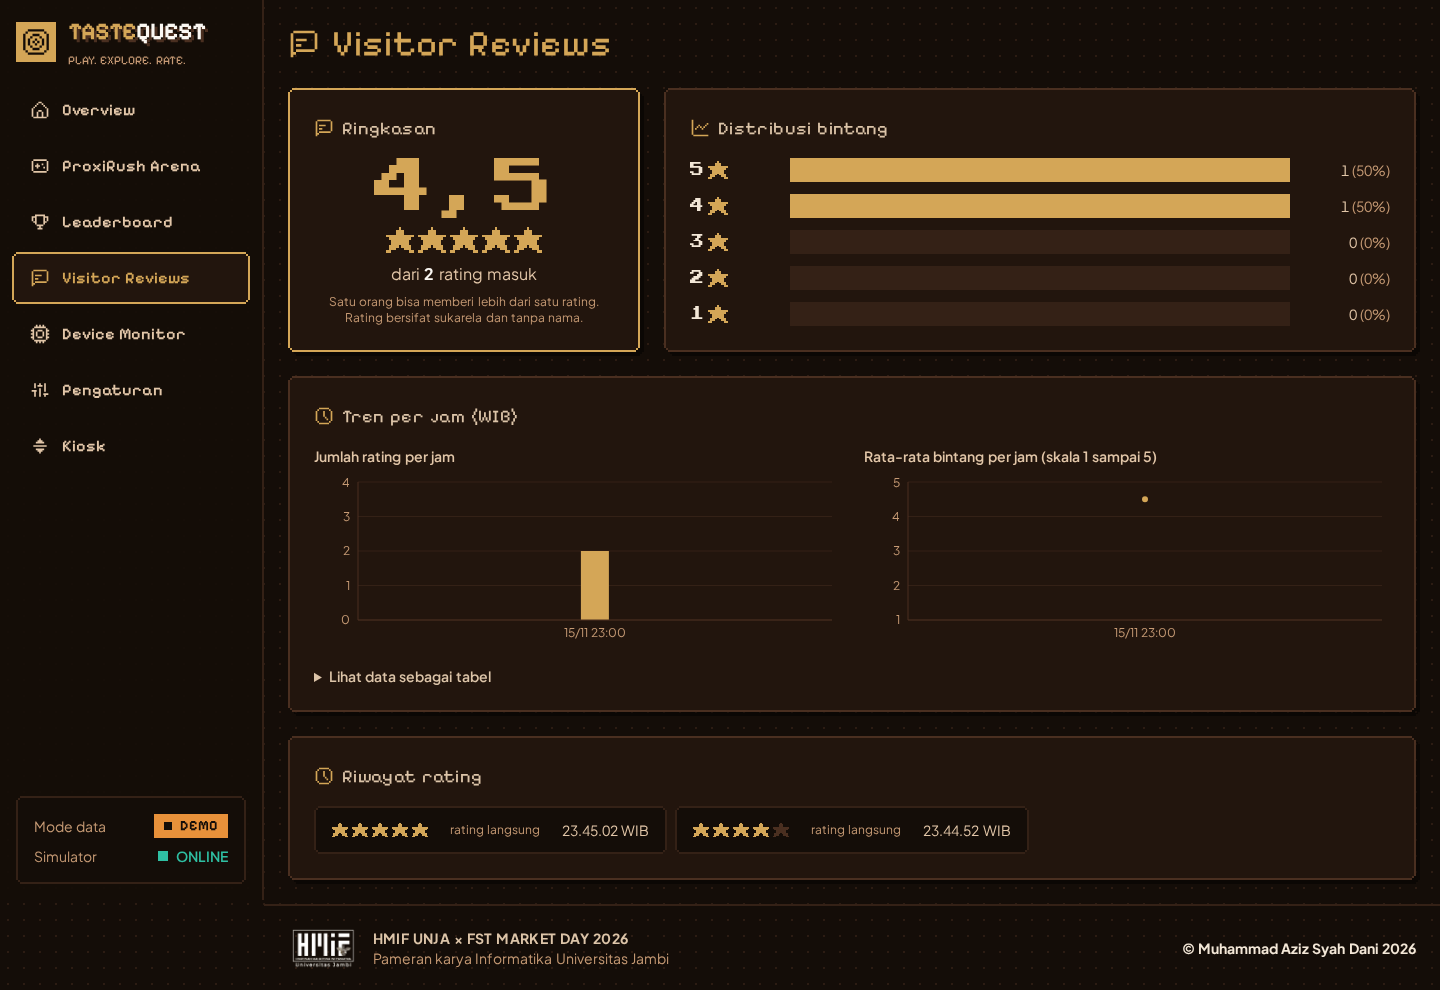 TASTEQUEST
PLAY. EXPLORE. RATE.
Overview
ProxiRush Arena
Leaderboard
Visitor Reviews
Device Monitor
Pengaturan
Kiosk
Mode data
DEMO
Simulator
ONLINE
Visitor Reviews
Ringkasan
4,5
dari 2 rating masuk
Satu orang bisa memberi lebih dari satu rating.
Rating bersifat sukarela dan tanpa nama.
Distribusi bintang
5 1 (50%)
4 1 (50%)
3 0 (0%)
2 0 (0%)
1 0 (0%)
Tren per jam (WIB)
Jumlah rating per jam
4
3
2
1
0
15/11 23:00
Rata-rata bintang per jam (skala 1 sampai 5)
5
4
3
2
1
15/11 23:00
Lihat data sebagai tabel
Riwayat rating
rating langsung 23.45.02 WIB
rating langsung 23.44.52 WIB
HMIF
Universitas Jambi
HMIF UNJA × FST MARKET DAY 2026
Pameran karya Informatika Universitas Jambi
© Muhammad Aziz Syah Dani 2026